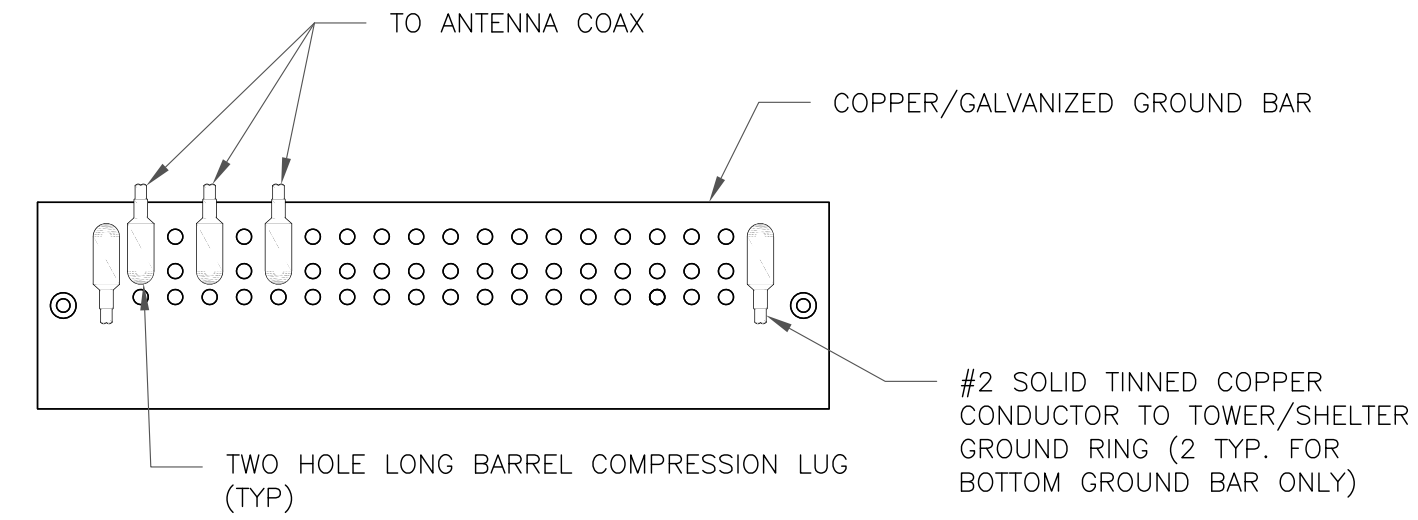 TO ANTENNA COAX
COPPER/GALVANIZED GROUND BAR
#2 SOLID TINNED COPPER
CONDUCTOR TO TOWER/SHELTER
GROUND RING (2 TYP. FOR
BOTTOM GROUND BAR ONLY)
TWO HOLE LONG BARREL COMPRESSION LUG
(TYP)